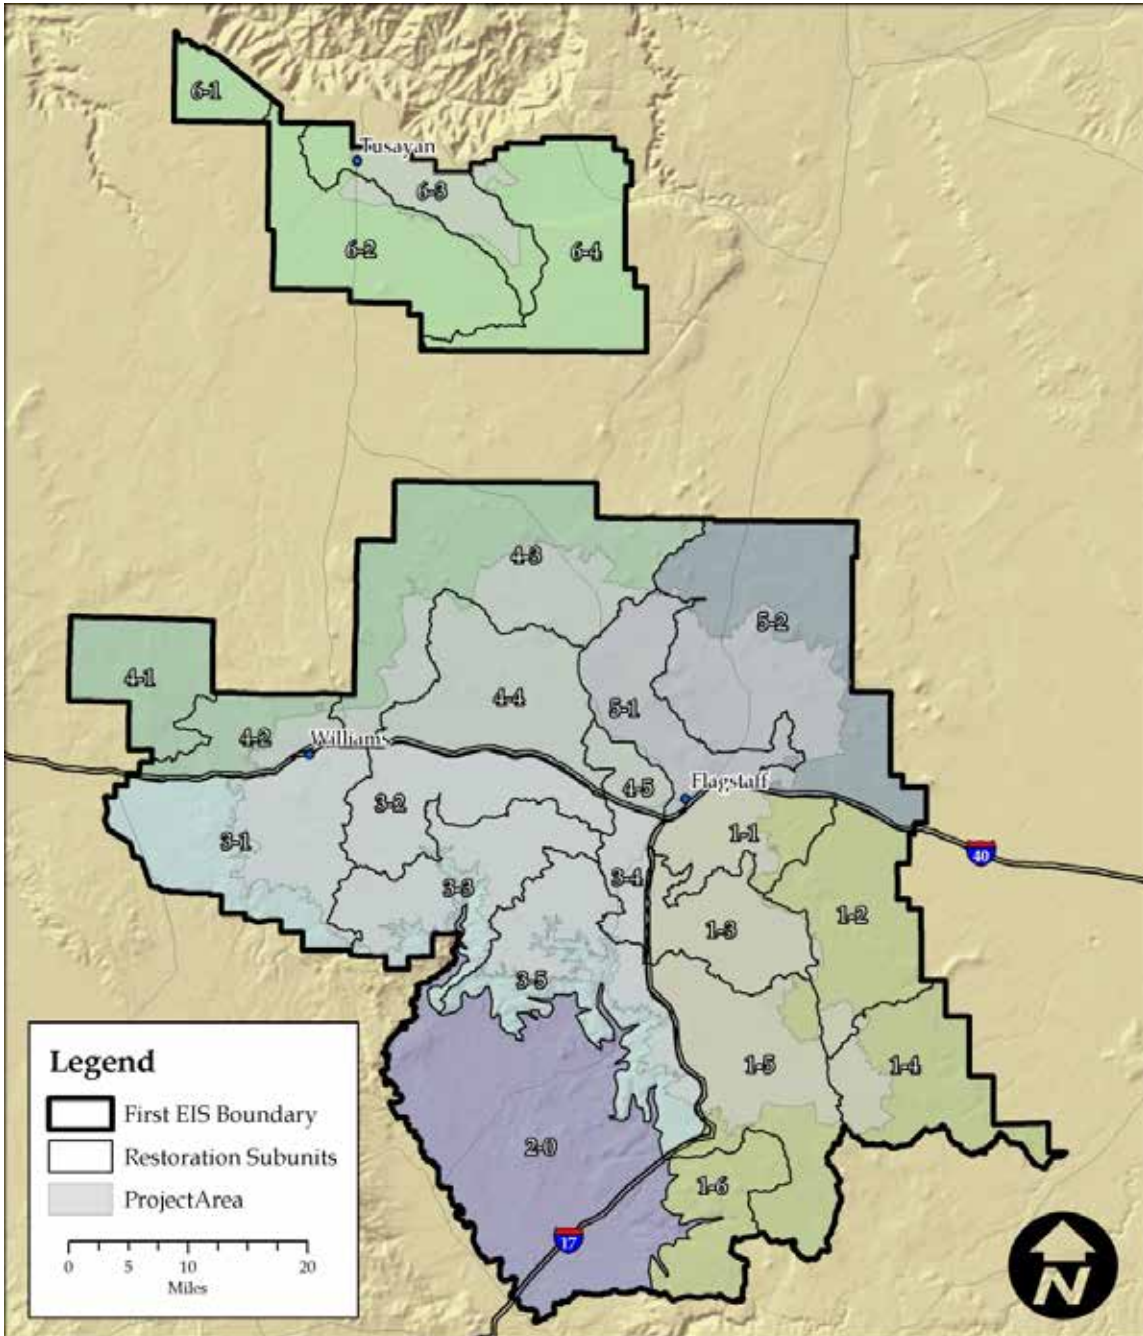 6-1
Tusayan
6-3
6-2
6-4
4-3
5-2
4-1
4-4
5-1
4-2
Williams
4-5
Flagstaff
3-2
1-1
3-1
40
3-3
3-4
1-2
1-3
3-5
1-5
1-4
2-0
1-6
17
Legend
First EIS Boundary
Restoration Subunits
ProjectArea
0 5 10 20
Miles
N